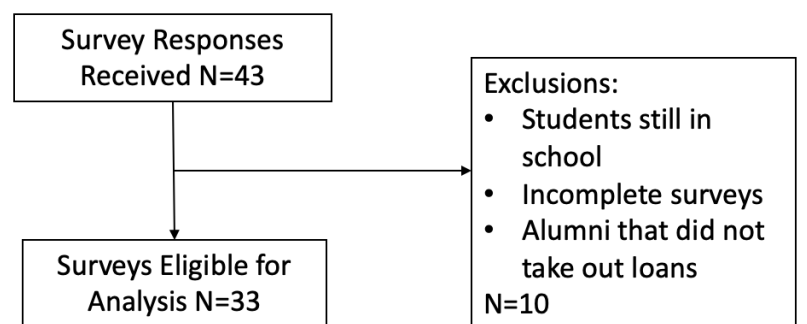 Survey Responses
Received N=43
Exclusions:
• Students still in
school
• Incomplete surveys
• Alumni that did not
take out loans
N=10
Surveys Eligible for
Analysis N=33